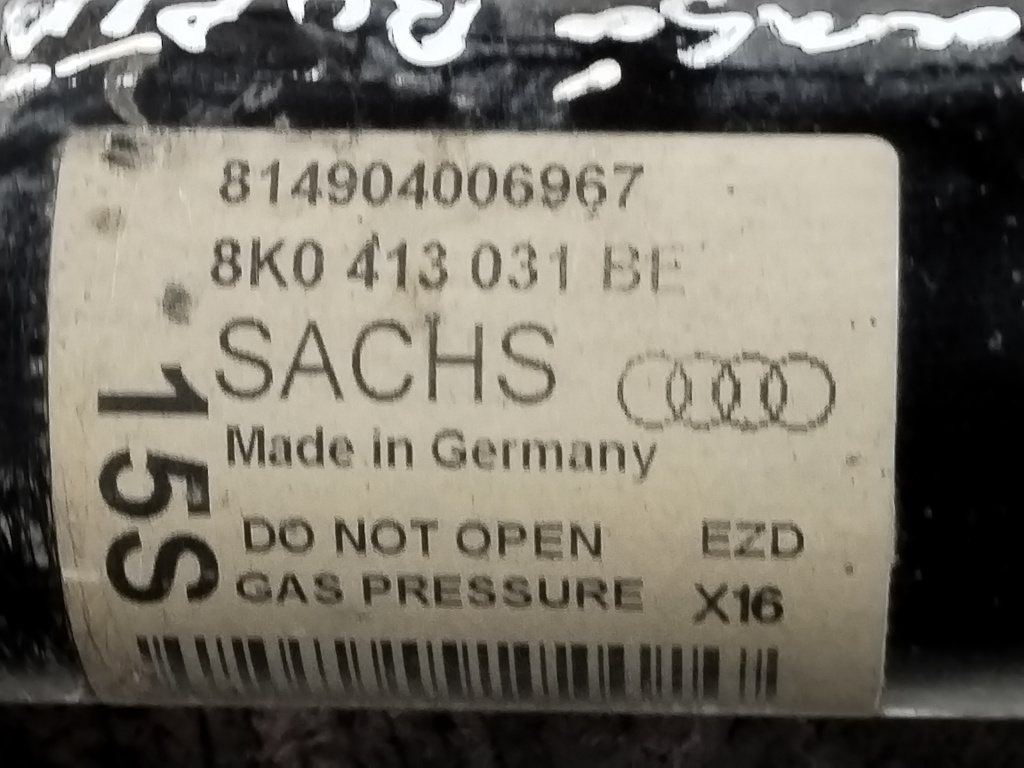 814904006967
8K0 413 031 BE
SACHS
Made in Germany
15S
DO NOT OPEN EZD
GAS PRESSURE X16